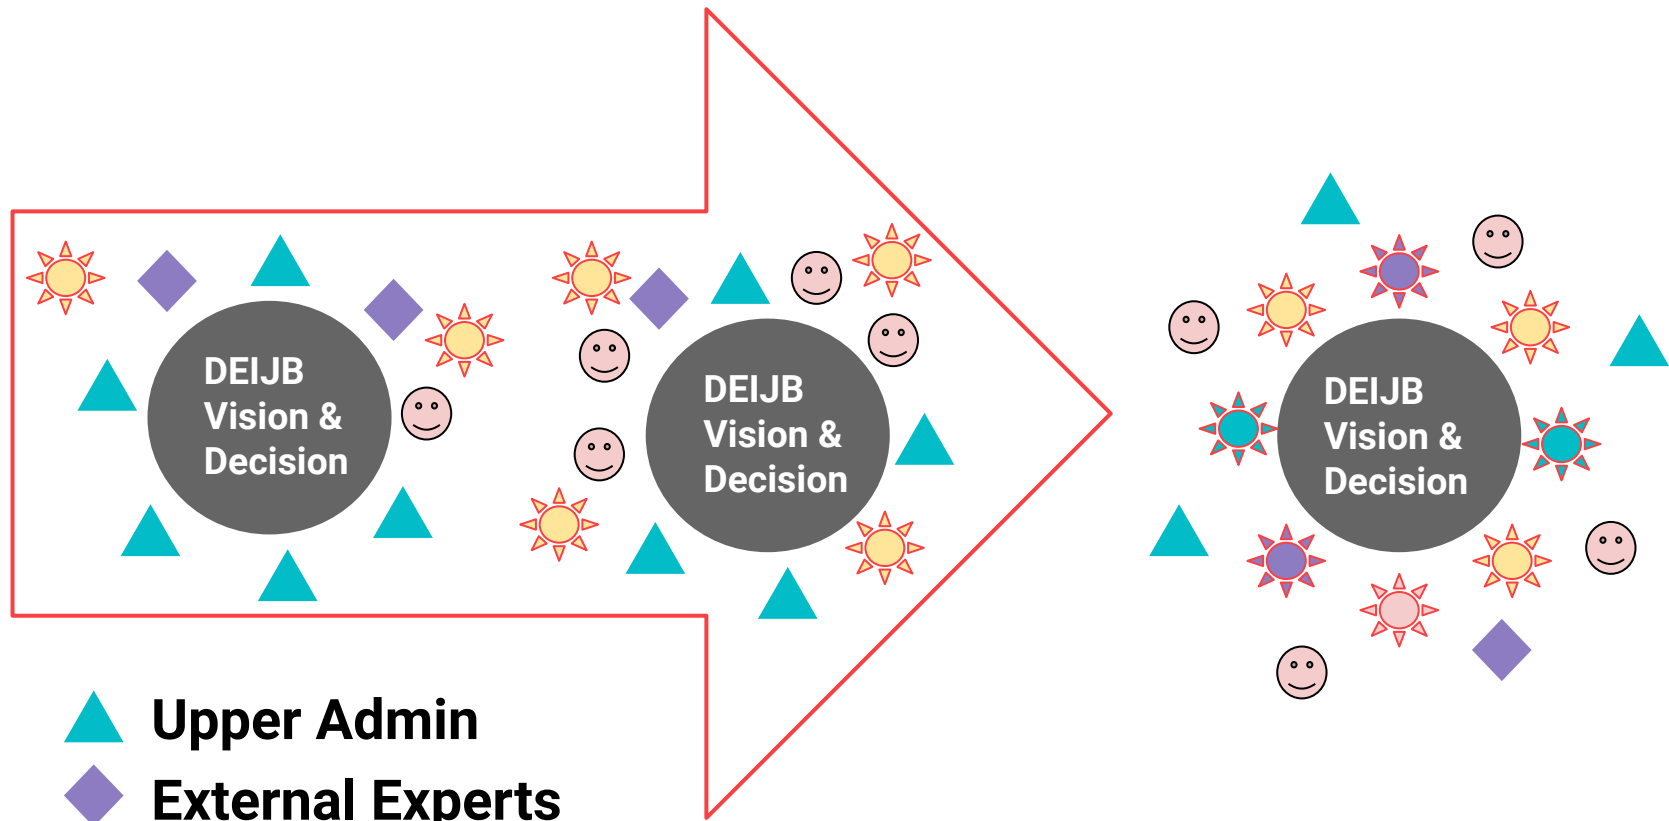 DEIJB
Vision &
Decision
DEIJB
Vision &
Decision
DEIJB
Vision &
Decision
Upper Admin
External Experts